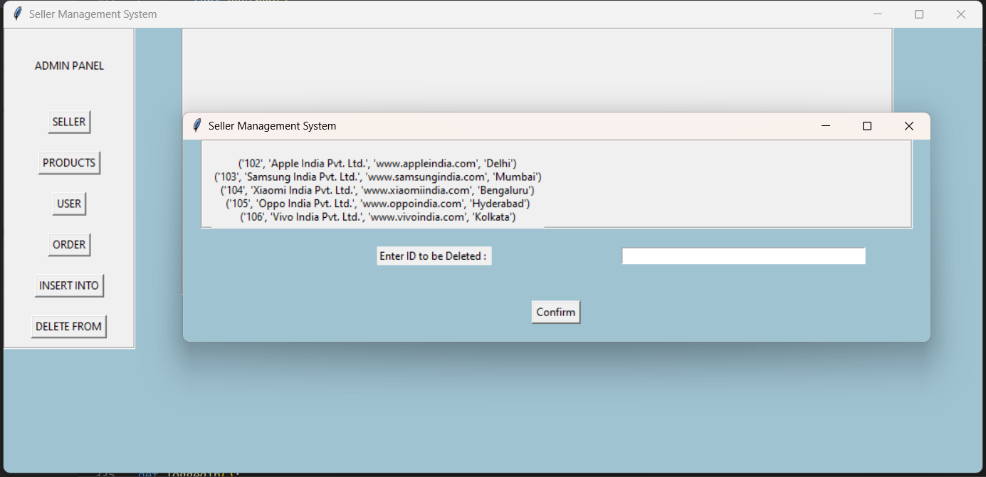 Seller Management System
ADMIN PANEL
SELLER
PRODUCTS
USER
ORDER
INSERT INTO
DELETE FROM
Seller Management System
('102', 'Apple India Pvt. Ltd.', 'www.appleindia.com', 'Delhi')
('103', 'Samsung India Pvt. Ltd.', 'www.samsungindia.com', 'Mumbai')
('104', 'Xiaomi India Pvt. Ltd.', 'www.xiaomiindia.com', 'Bengaluru')
('105', 'Oppo India Pvt. Ltd.', 'www.oppoindia.com', 'Hyderabad')
('106', 'Vivo India Pvt. Ltd.', 'www.vivoindia.com', 'Kolkata')
Enter ID to be Deleted :
Confirm